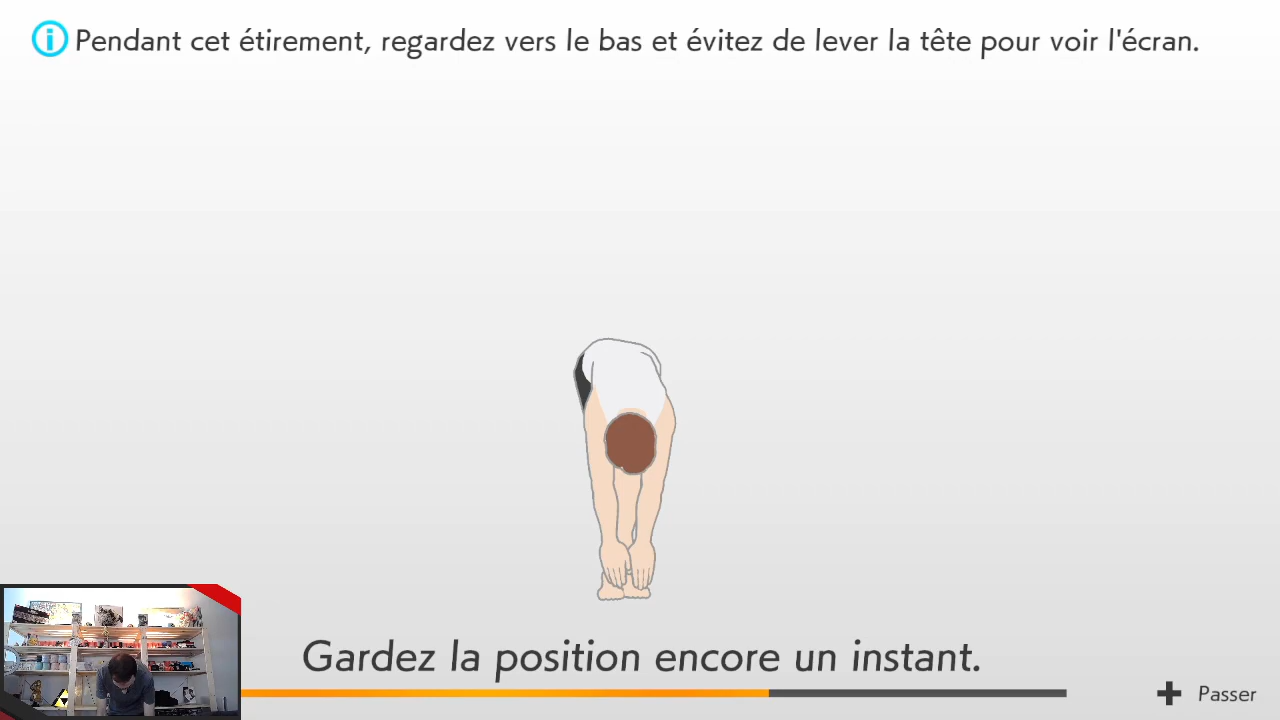 Pendant cet étirement, regardez vers le bas et évitez de lever la tête pour voir l'écran.
Gardez la position encore un instant.
Passer